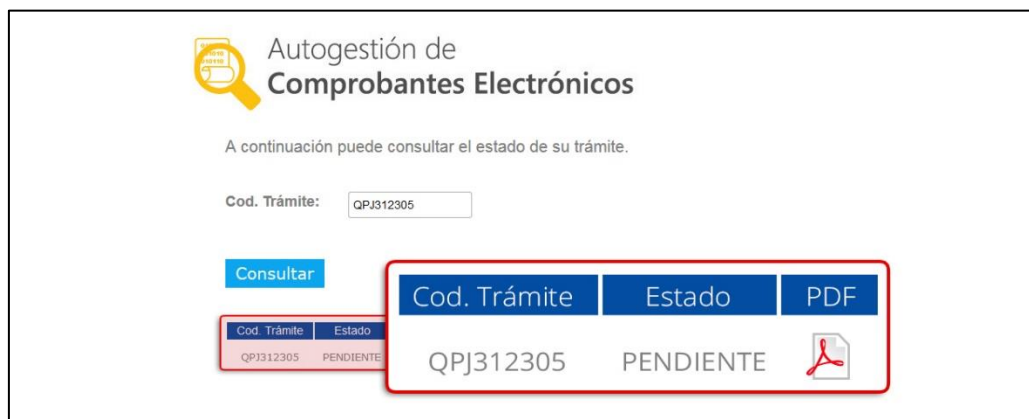 Autogestión de
Comprobantes Electrónicos
A continuación puede consultar el estado de su trámite.
Cod. Trámite: QPJ312305
Consultar
Cod. Trámite Estado
QPJ312305 PENDIENTE
Cod. Trámite Estado PDF
QPJ312305 PENDIENTE